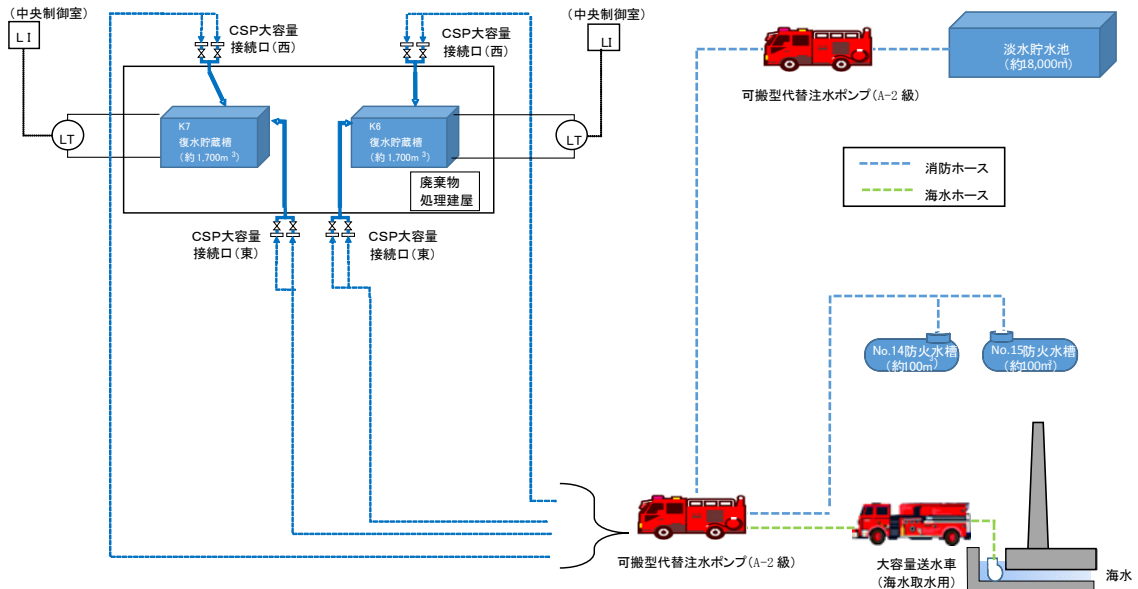 (中央制御室)
LI
CSP大容量
接続口(西)
CSP大容量
接続口(西)
(中央制御室)
LI
LT
K7
復水貯蔵槽
(約1,700m³)
K6
復水貯蔵槽
(約1,700m³)
LT
廃棄物
処理建屋
CSP大容量
接続口(東)
CSP大容量
接続口(東)
淡水貯水池
(約18,000㎥)
可搬型代替注水ポンプ(A-2級)
消防ホース
海水ホース
No.14防火水槽
(約100m³)
No.15防火水槽
(約100㎥)
可搬型代替注水ポンプ(A-2級)
大容量送水車
(海水取水用)
海水